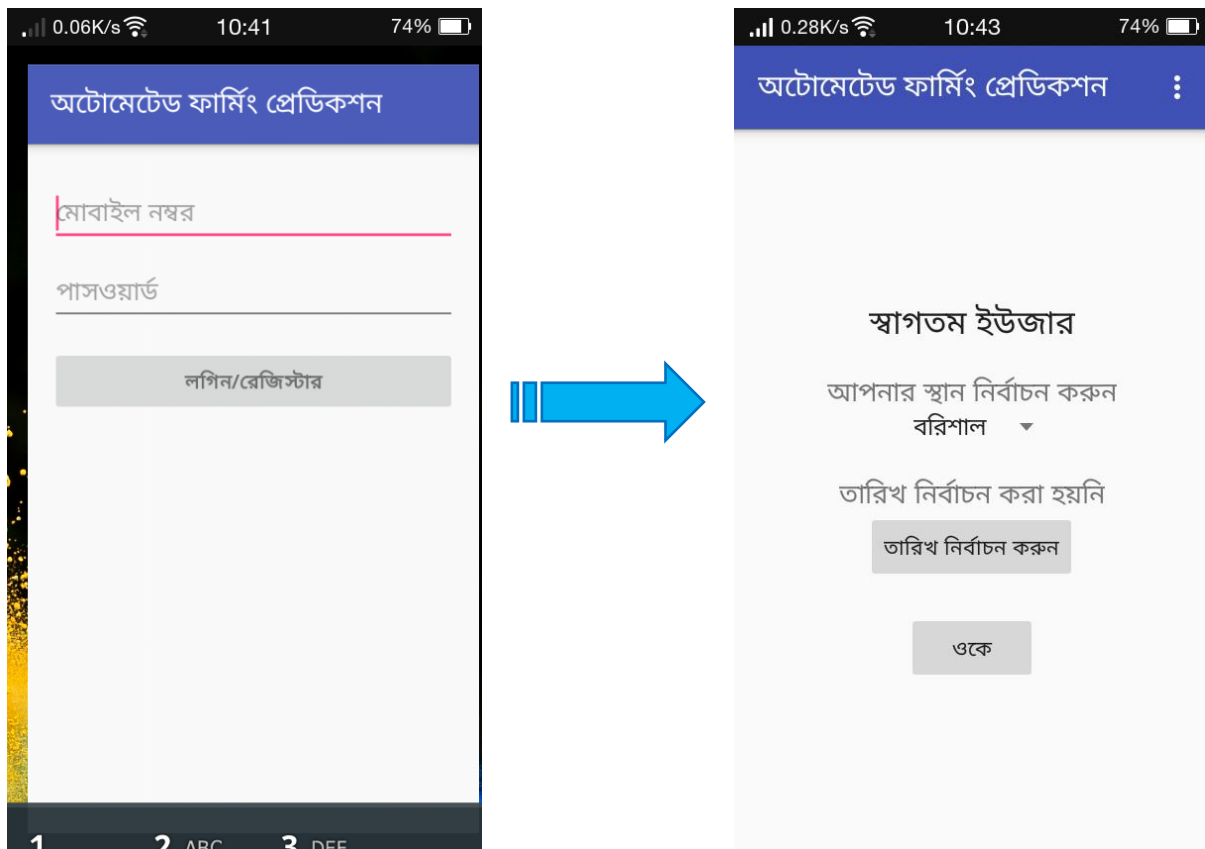 0.06K/s 10:41 74%
অটোমেটেড ফার্মিং প্রেডিকশন
মোবাইল নম্বর
পাসওয়ার্ড
লগিন/রেজিস্টার
1 2 ABC 3 DEF
0.28K/s 10:43 74%
অটোমেটেড ফার্মিং প্রেডিকশন
স্বাগতম ইউজার
আপনার স্থান নির্বাচন করুন
বরিশাল
তারিখ নির্বাচন করা হয়নি
তারিখ নির্বাচন করুন
ওকে